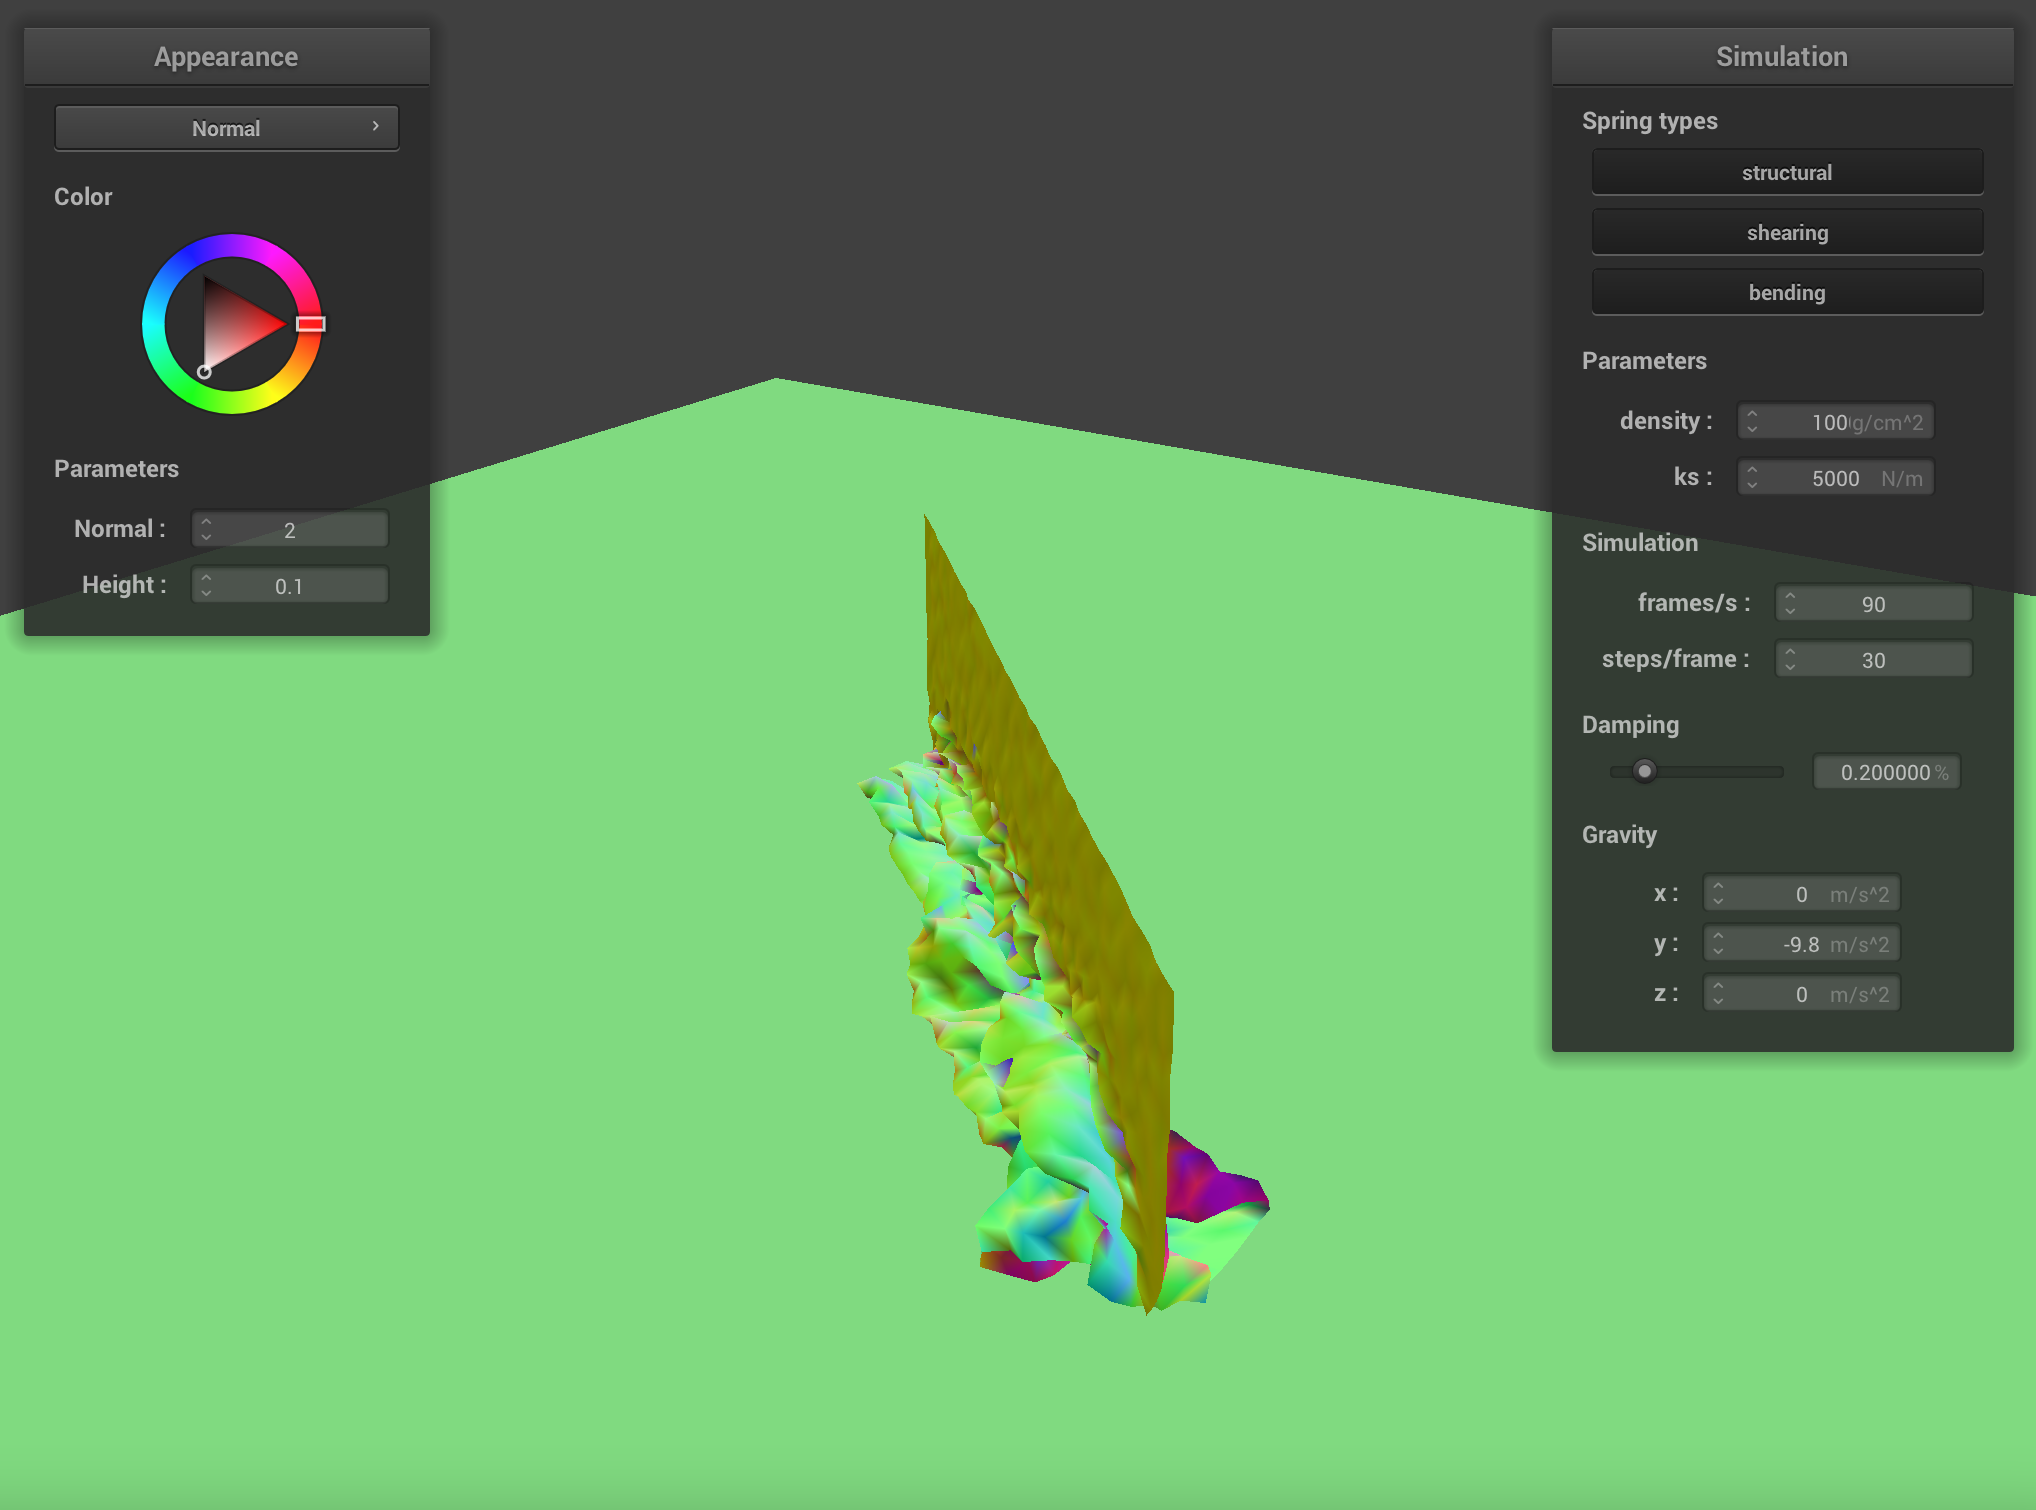 Appearance
Normal
Color
Parameters
Normal : 2
Height : 0.1
Simulation
Spring types
structural
shearing
bending
Parameters
density : 100 g/cm^2
ks : 5000 N/m
Simulation
frames/s : 90
steps/frame : 30
Damping
0.200000 %
Gravity
x : 0 m/s^2
y : -9.8 m/s^2
z : 0 m/s^2